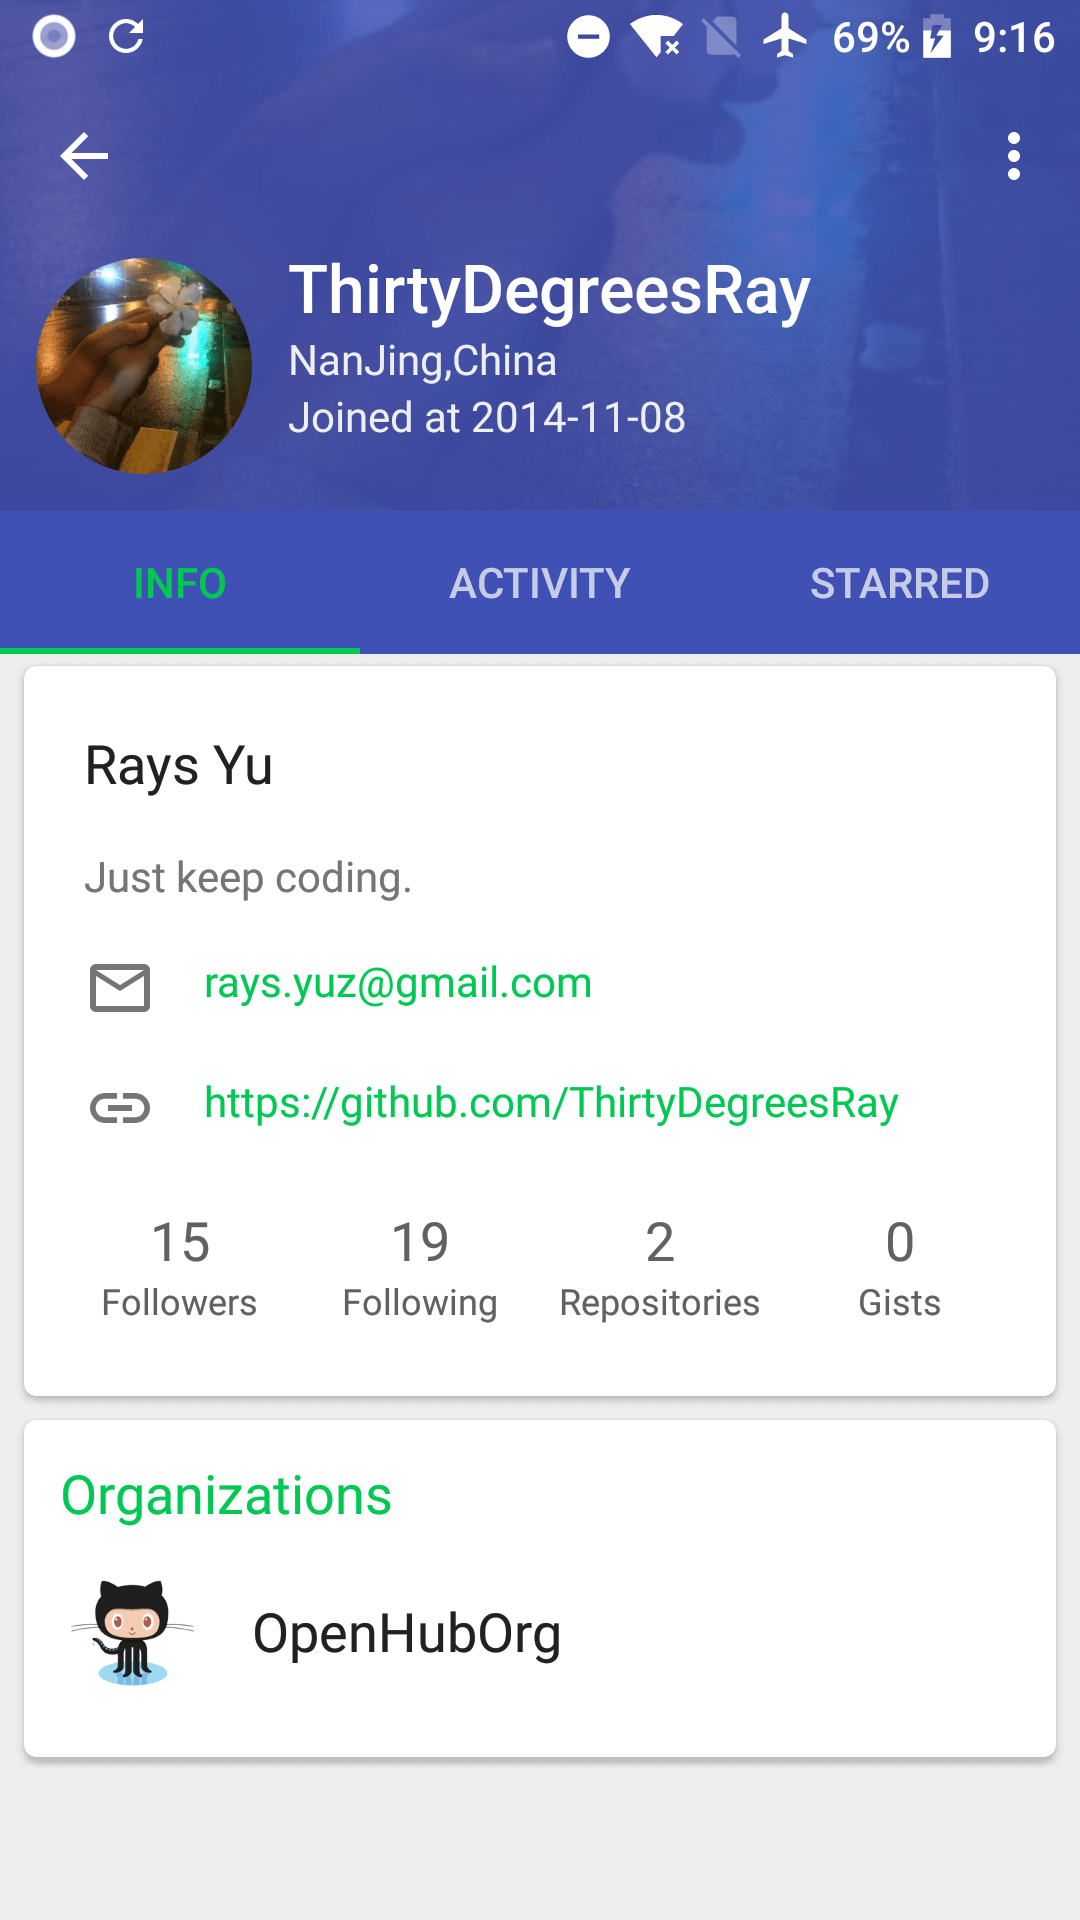 69% 9:16
ThirtyDegreesRay
NanJing,China
Joined at 2014-11-08
INFO ACTIVITY STARRED
Rays Yu
Just keep coding.
rays.yuz@gmail.com
https://github.com/ThirtyDegreesRay
15 19 2 0
Followers Following Repositories Gists
Organizations
OpenHubOrg